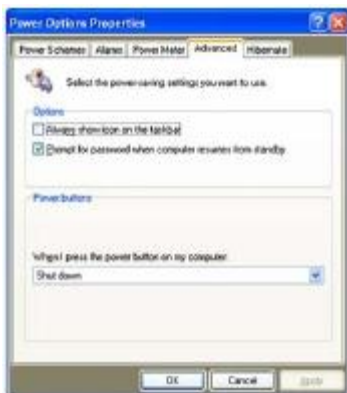 Power Options Properties
Power Schemes Alarms Power Meter Advanced Hibernate
Select the power-saving settings you want to use.
Options
Always show icon on the taskbar
Prompt for password when computer resumes from standby
Power buttons
When I press the power button on my computer:
Shut down
OK Cancel Apply